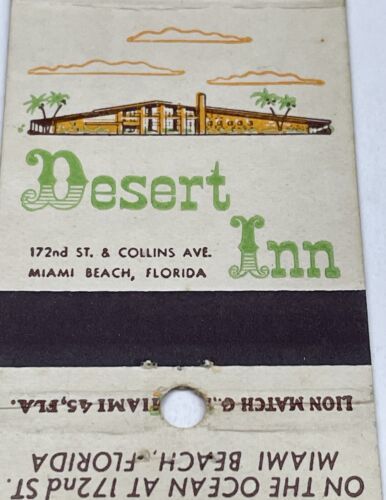 Desert
Inn
172nd ST. & COLLINS AVE.
MIAMI BEACH, FLORIDA
LION MATCH MIAMI 45, FLA.
ON THE OCEAN AT 172nd ST.
MIAMI BEACH, FLORIDA